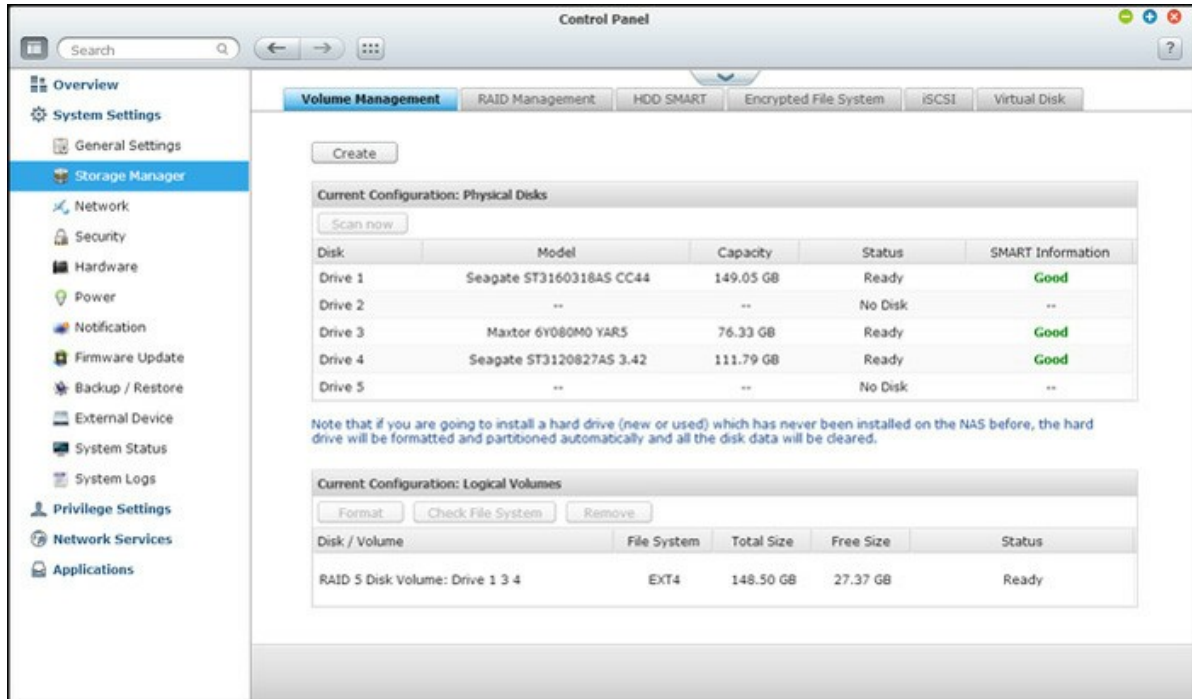 Control Panel
Search
?
Overview
System Settings
General Settings
Storage Manager
Network
Security
Hardware
Power
Notification
Firmware Update
Backup / Restore
External Device
System Status
System Logs
Privilege Settings
Network Services
Applications
Volume Management RAID Management HDD SMART Encrypted File System iSCSI Virtual Disk
Create
Current Configuration: Physical Disks
Scan now
Disk Model Capacity Status SMART Information
Drive 1 Seagate ST3160318AS CC44 149.05 GB Ready Good
Drive 2 -- -- No Disk --
Drive 3 Maxtor 6Y080M0 YAR5 76.33 GB Ready Good
Drive 4 Seagate ST3120827AS 3.42 111.79 GB Ready Good
Drive 5 -- -- No Disk --
Note that if you are going to install a hard drive (new or used) which has never been installed on the NAS before, the hard
drive will be formatted and partitioned automatically and all the disk data will be cleared.
Current Configuration: Logical Volumes
Format Check File System Remove
Disk / Volume File System Total Size Free Size Status
RAID 5 Disk Volume: Drive 1 3 4 EXT4 148.50 GB 27.37 GB Ready